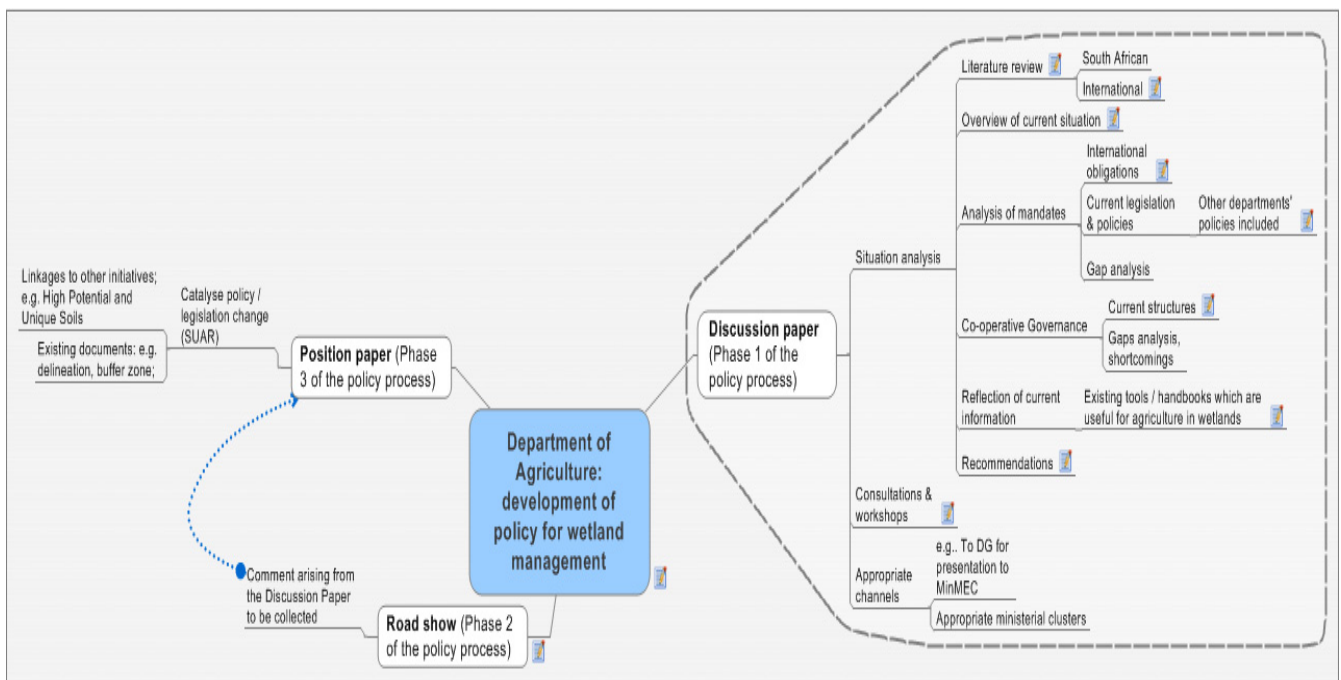 Linkages to other initiatives;
e.g. High Potential and
Unique Soils
Existing documents: e.g.
delineation, buffer zone;
Catalyse policy /
legislation change
(SUAR)
Position paper (Phase
3 of the policy process)
Department of
Agriculture:
development of
policy for wetland
management
Comment arising from
the Discussion Paper
to be collected
Road show (Phase 2
of the policy process)
Discussion paper
(Phase 1 of the
policy process)
Situation analysis
Literature review
South African
International
Overview of current situation
Analysis of mandates
International
obligations
Current legislation
& policies
Other departments'
policies included
Gap analysis
Co-operative Governance
Current structures
Gaps analysis,
shortcomings
Reflection of current
information
Existing tools / handbooks which are
useful for agriculture in wetlands
Recommendations
Consultations &
workshops
Appropriate
channels
e.g.. To DG for
presentation to
MinMEC
Appropriate ministerial clusters